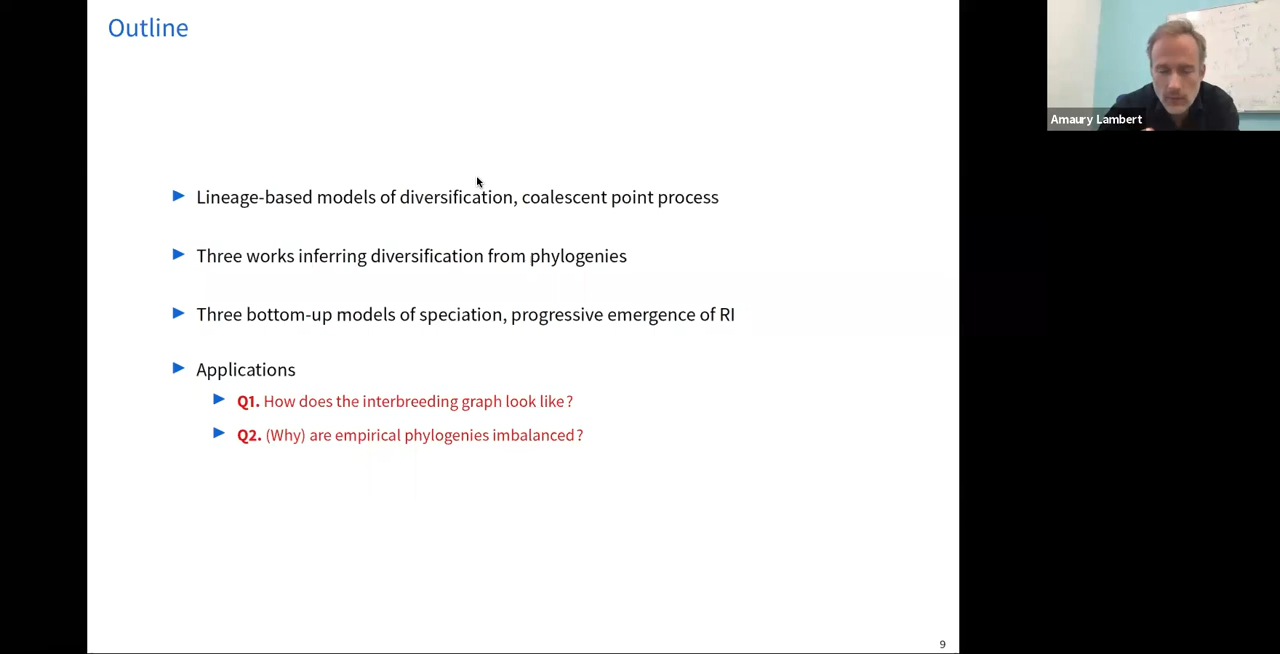 Outline
Amaury Lambert
Lineage-based models of diversification, coalescent point process
Three works inferring diversification from phylogenies
Three bottom-up models of speciation, progressive emergence of RI
Applications
Q1. How does the interbreeding graph look like?
Q2. (Why) are empirical phylogenies imbalanced?
9